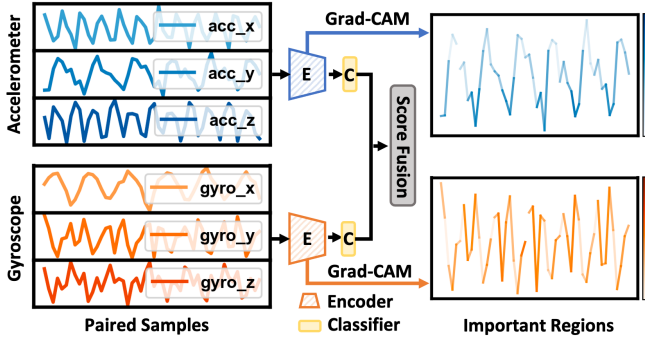 Accelerometer
acc_x
acc_y
acc_z
Gyroscope
gyro_x
gyro_y
gyro_z
Paired Samples
Grad-CAM
E
C
Score Fusion
E
C
Grad-CAM
Encoder
Classifier
Important Regions